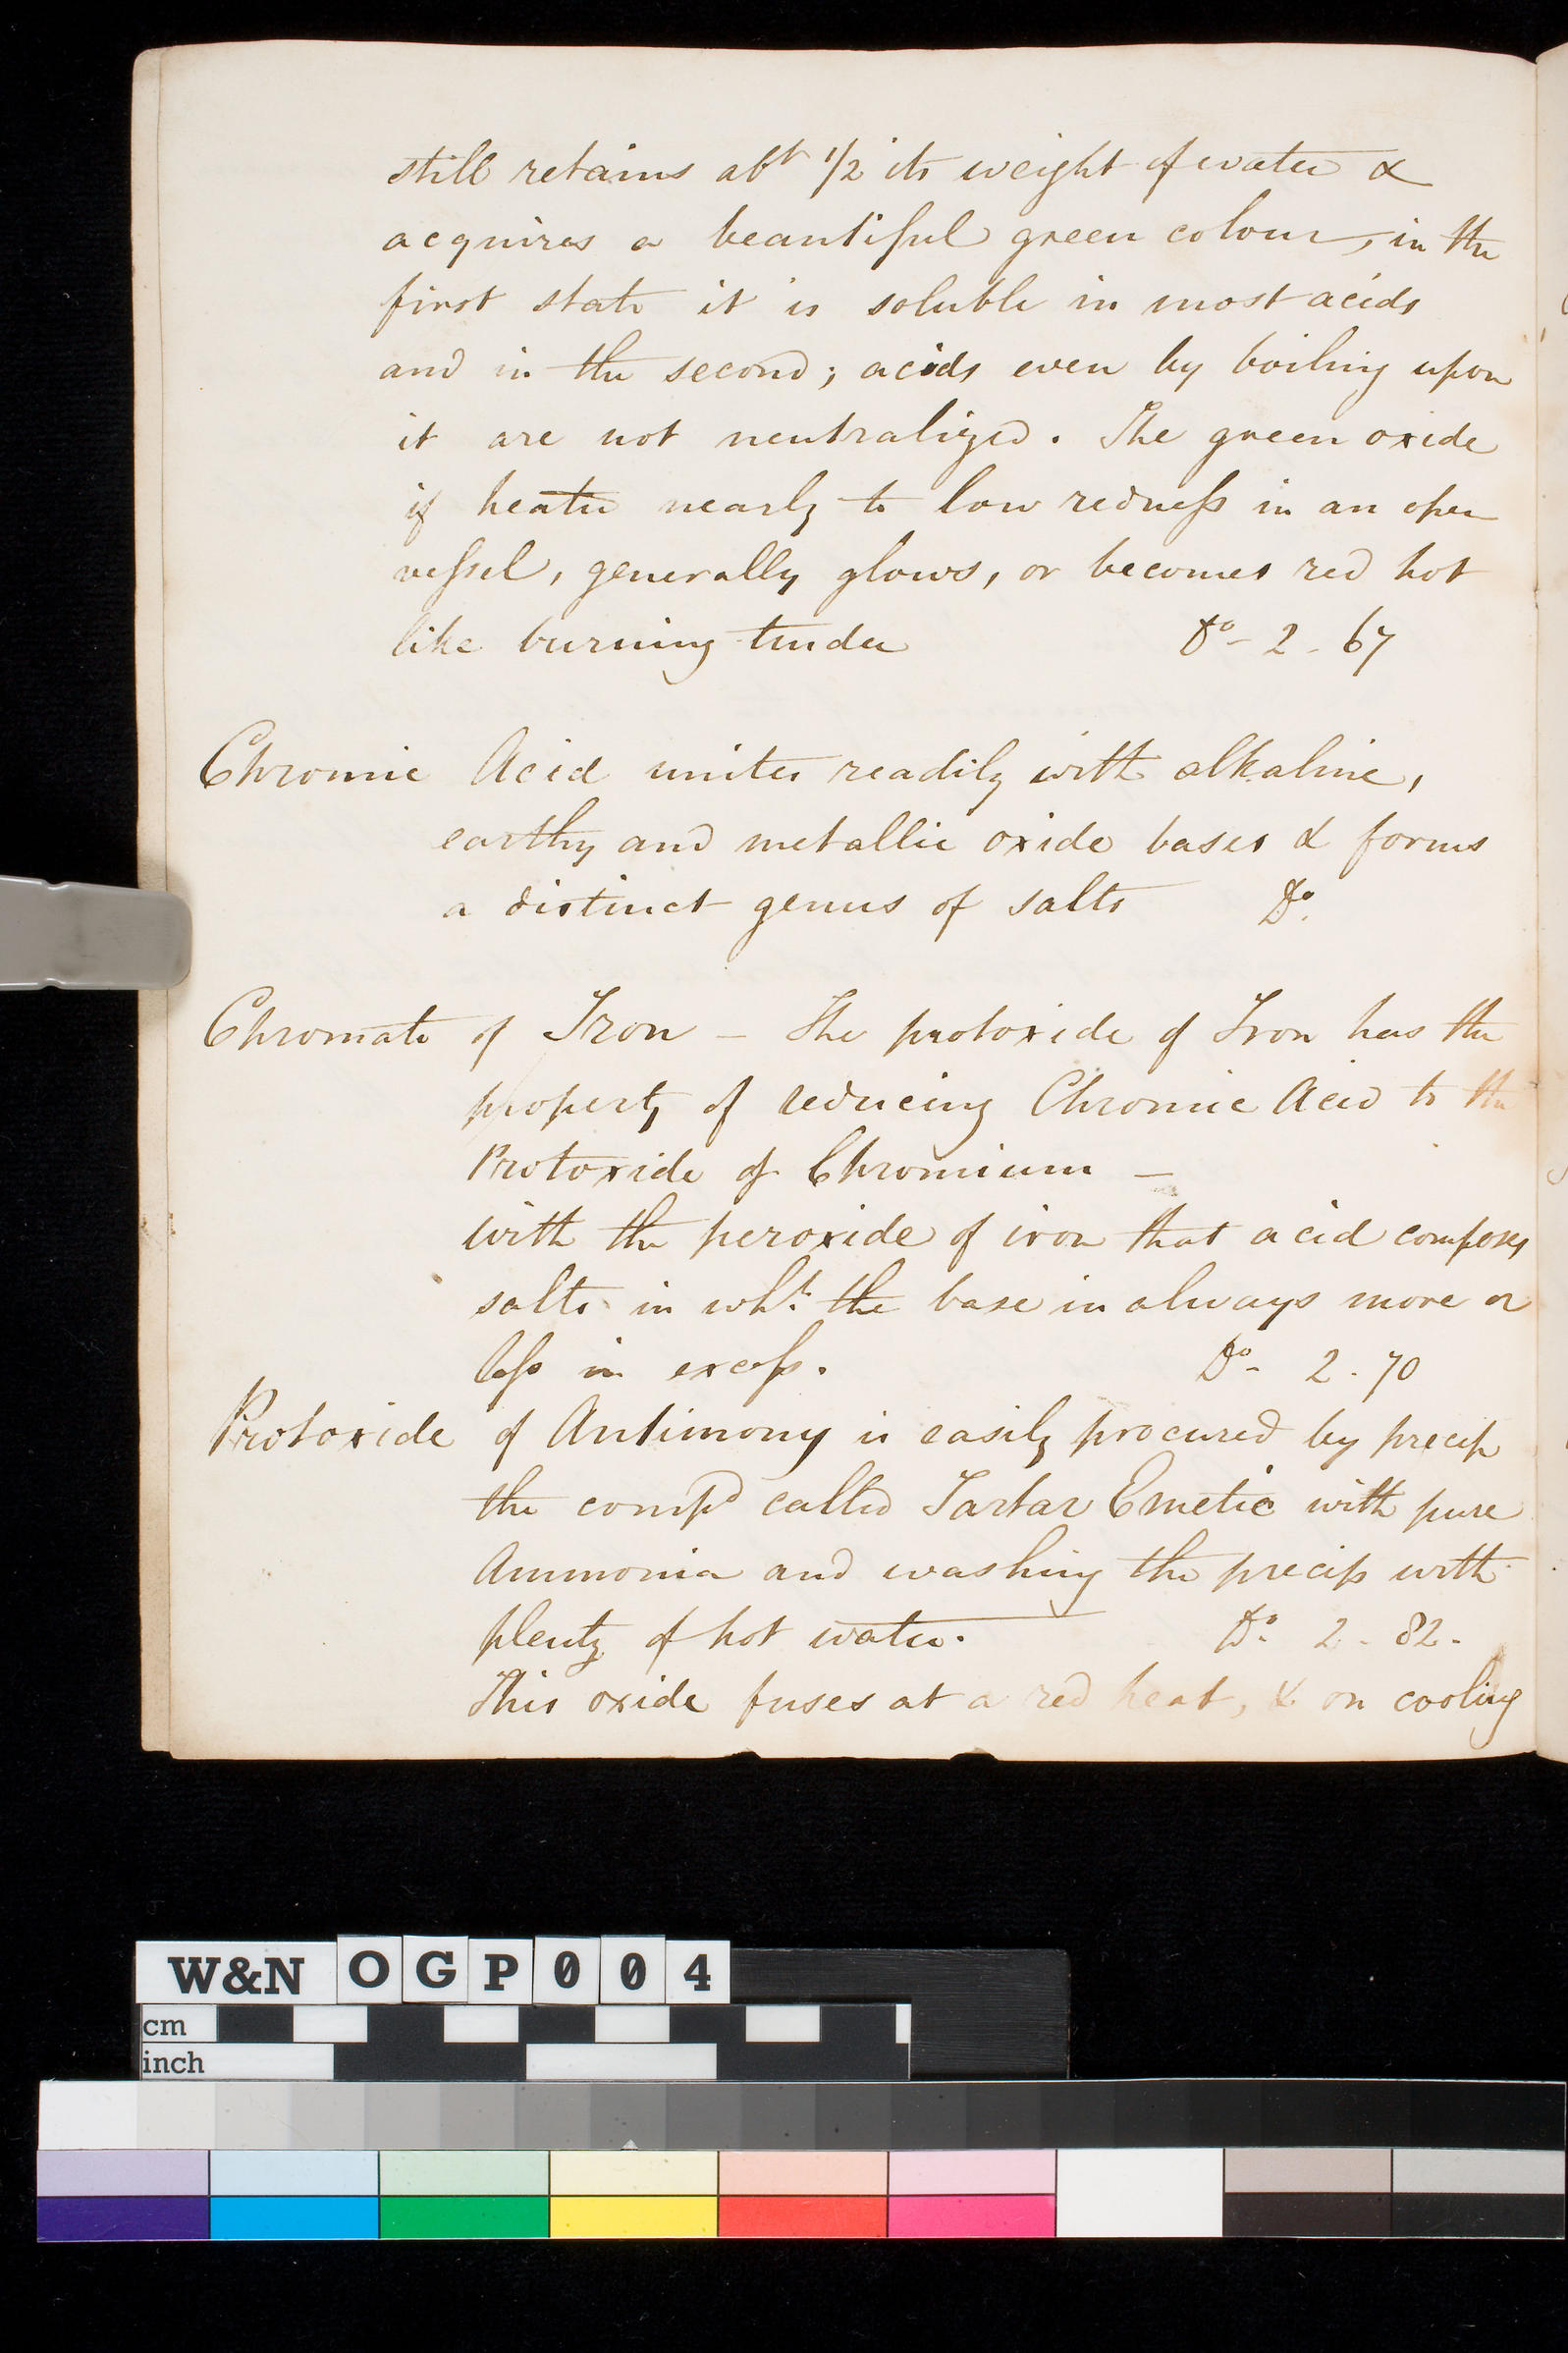 still retains abt 1/2 its weight of water &
acquires a beautiful green colour, in the
first state it is soluble in most acids
and in the second; acids even by boiling upon
it are not neutralized. The green oxide
if heated nearly to low redness in an open
vessel, generally glows, or becomes red hot
like burning tinder Do - 2 - 67
Chromic Acid unites readily with alkaline,
earthy and metallic oxide bases & forms
a distinct genus of salts Do.
Chromate of Iron - The protoxide of Iron has the
property of reducing Chromic Acid to the
Protoxide of Chromium -
with the peroxide of iron that acid composes
salts in wht. the base in always more or
less in excess. Do - 2 - 70
Protoxide of Antimony is easily procured by precip
the compd called Tartar Emetic with pure
Ammonia and washing the precip with
plenty of hot water. Do. 2 - 82.
This oxide fuses at a red heat, & on cooling
W&N OGP004
cm
inch